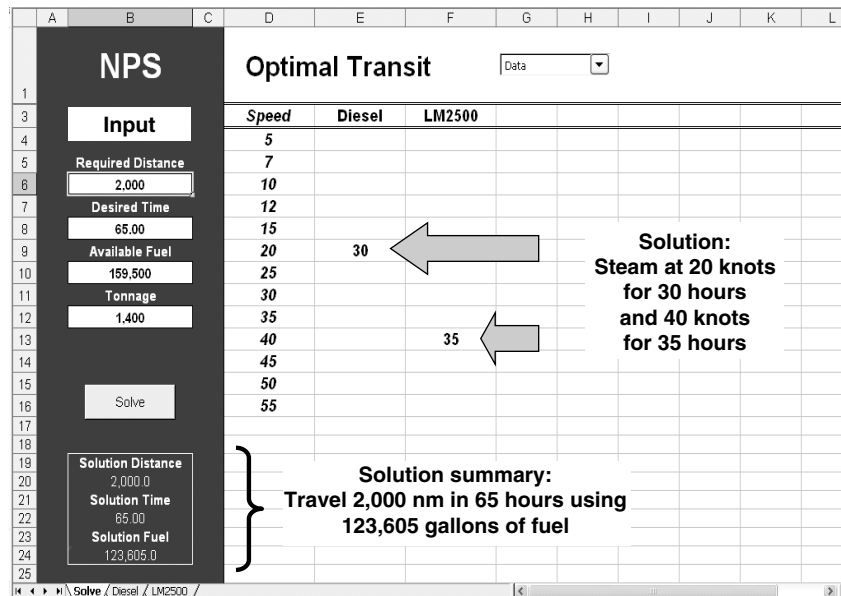 A B C D E F G H I J K L
NPS Optimal Transit Data
1
3 Input Speed Diesel LM2500
4 5
5 Required Distance 7
6 2,000 10
7 Desired Time 12
8 65.00 15
9 Available Fuel 20 30
10 159,500 25
11 Tonnage 30
12 1,400 35
13 40 35
14 45
15 50
16 Solve 55
17
18
19 Solution Distance
20 2,000.0
21 Solution Time
22 65.00
23 Solution Fuel
24 123,605.0
25
Solution:
Steam at 20 knots
for 30 hours
and 40 knots
for 35 hours
Solution summary:
Travel 2,000 nm in 65 hours using
123,605 gallons of fuel
Solve / Diesel / LM2500 /